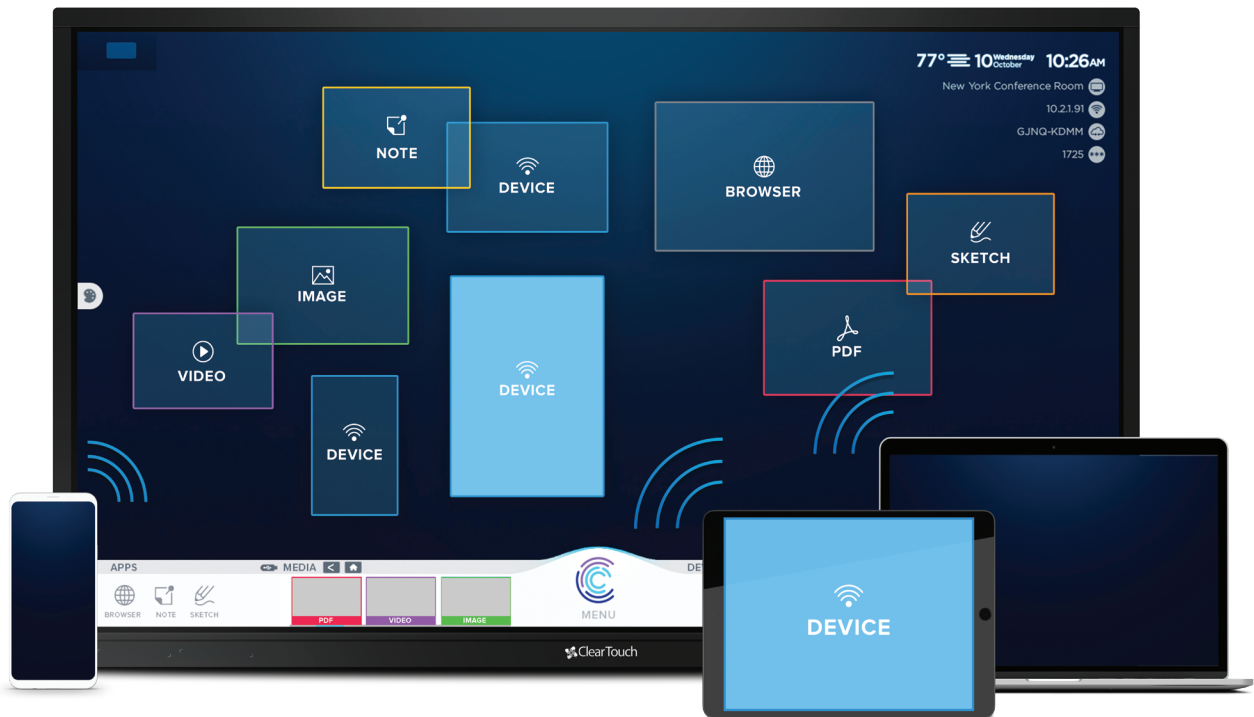 77° 10 Wednesday October 10:26AM
New York Conference Room
10.2.1.91
GJNQ-KDMM
1725
NOTE
DEVICE
BROWSER
SKETCH
IMAGE
PDF
VIDEO
DEVICE
DEVICE
APPS
MEDIA
BROWSER
NOTE
SKETCH
PDF
VIDEO
IMAGE
MENU
ClearTouch
DEVICE